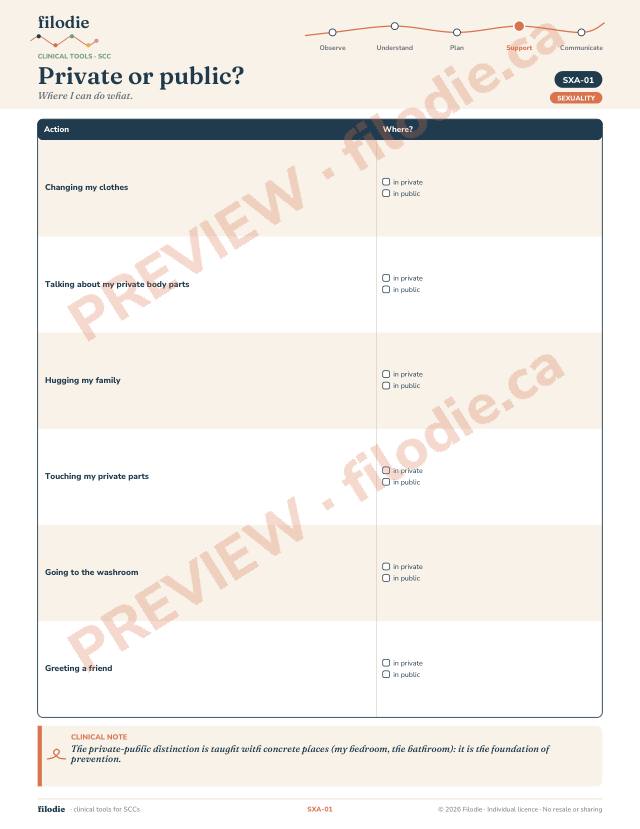 filodie
Observe
Understand
Plan
Support
Communicate
CLINICAL TOOLS · SCC
Private or public?
Where I can do what.
SXA-01
SEXUALITY
Action
Where?
Changing my clothes
in private
in public
Talking about my private body parts
in private
in public
Hugging my family
in private
in public
Touching my private parts
in private
in public
Going to the washroom
in private
in public
Greeting a friend
in private
in public
PREVIEW · filodie.ca
PREVIEW · filodie.ca
CLINICAL NOTE
The private-public distinction is taught with concrete places (my bedroom, the bathroom): it is the foundation of
prevention.
filodie · clinical tools for SCCs
SXA-01
© 2026 Filodie · Individual licence · No resale or sharing